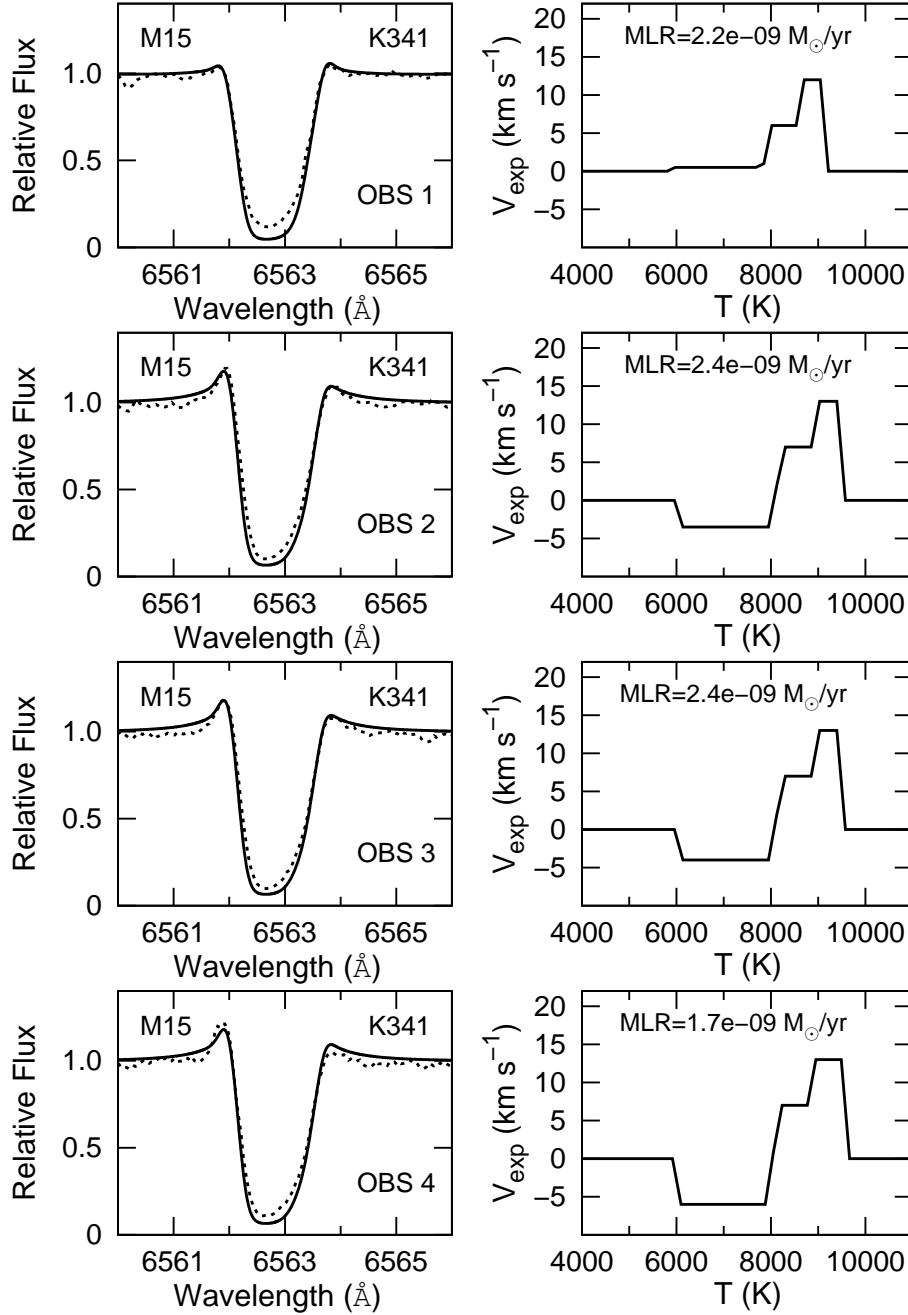 M15 K341
1.0
0.5
0
Relative Flux
OBS 1
6561 6563 6565
Wavelength (Å)
MLR=2.2e−09 M☉/yr
20
15
10
5
0
−5
V_exp (km s⁻¹)
4000 6000 8000 10000
T (K)
M15 K341
1.0
0.5
0
Relative Flux
OBS 2
6561 6563 6565
Wavelength (Å)
MLR=2.4e−09 M☉/yr
20
15
10
5
0
−5
V_exp (km s⁻¹)
4000 6000 8000 10000
T (K)
M15 K341
1.0
0.5
0
Relative Flux
OBS 3
6561 6563 6565
Wavelength (Å)
MLR=2.4e−09 M☉/yr
20
15
10
5
0
−5
V_exp (km s⁻¹)
4000 6000 8000 10000
T (K)
M15 K341
1.0
0.5
0
Relative Flux
OBS 4
6561 6563 6565
Wavelength (Å)
MLR=1.7e−09 M☉/yr
20
15
10
5
0
−5
V_exp (km s⁻¹)
4000 6000 8000 10000
T (K)